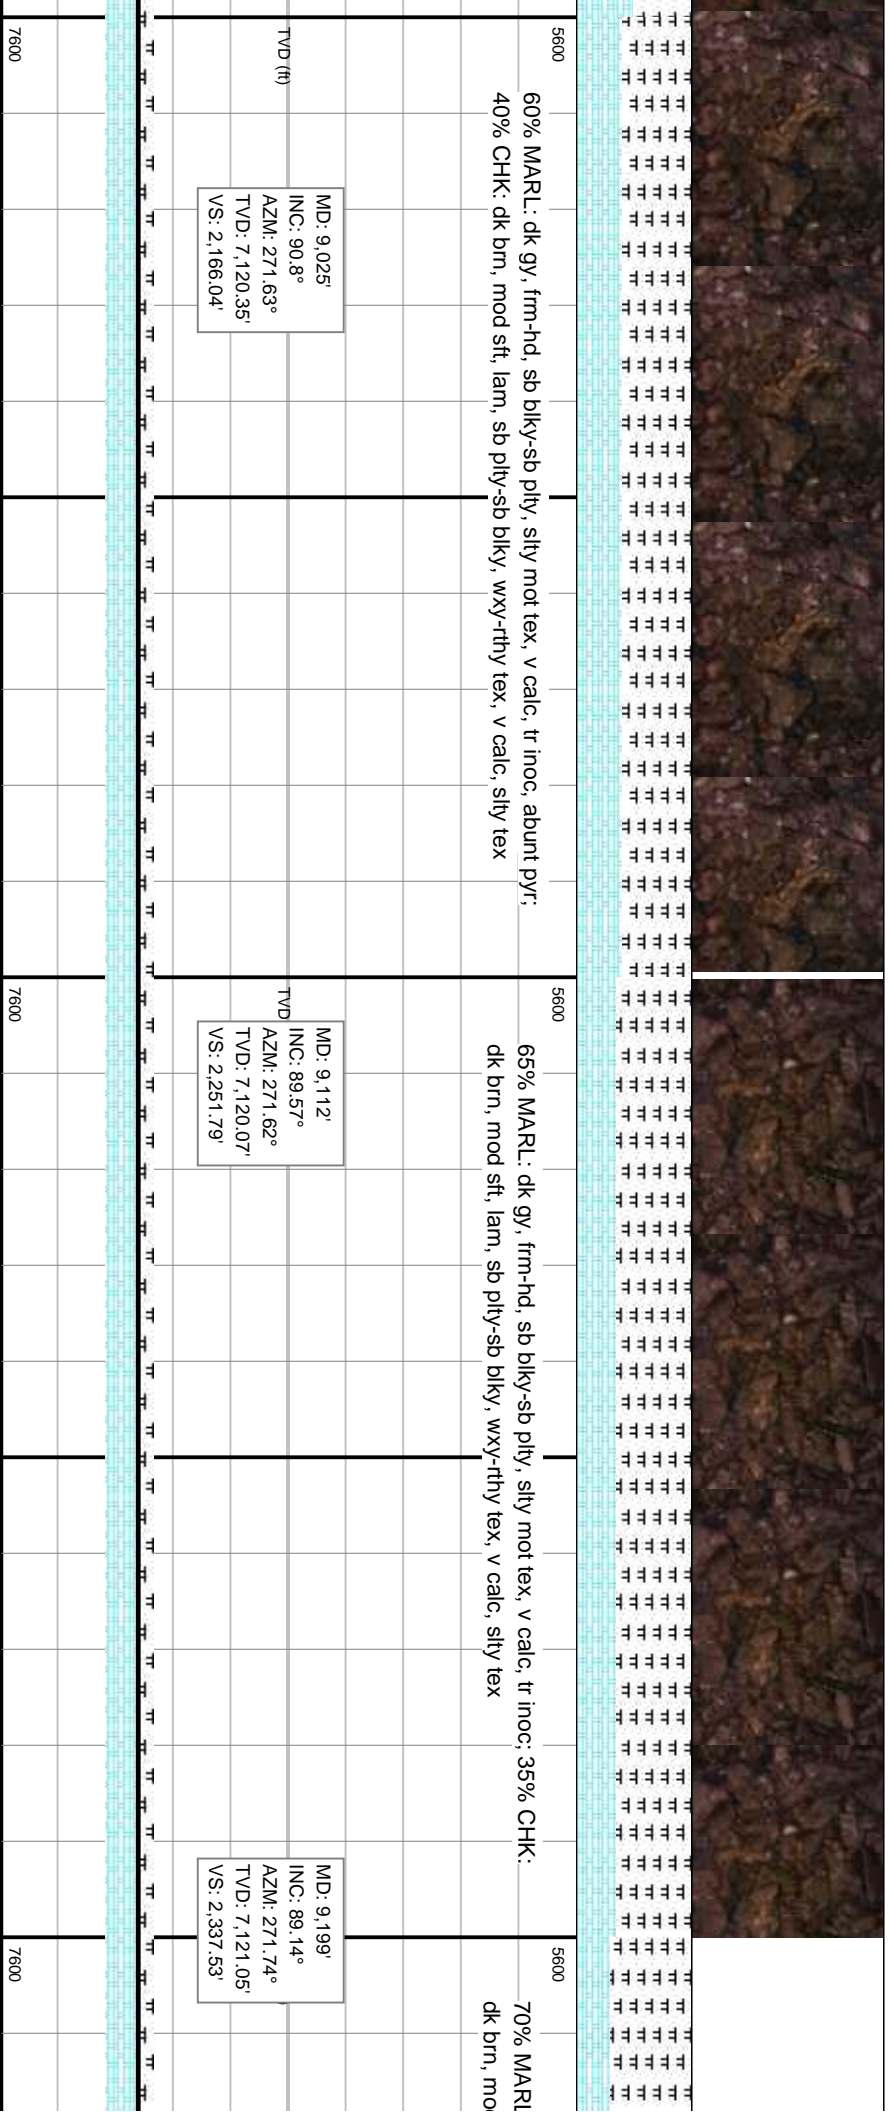 5600
TVD (ft)
7600
60% MARL: dk gy, frm-hd, sb blky-sb plty, slty mot tex, v calc, tr inoc, abunt pyr;
40% CHK: dk brn, mod sft, lam, sb plty-sb blky, wxy-rthy tex, v calc, slty tex
MD: 9,025'
INC: 90.8°
AZM: 271.63°
TVD: 7,120.35'
VS: 2,166.04'
5600
TVD
7600
65% MARL: dk gy, frm-hd, sb blky-sb plty, slty mot tex, v calc, tr inoc; 35% CHK:
dk brn, mod sft, lam, sb plty-sb blky, wxy-rthy tex, v calc, slty tex
MD: 9,112'
INC: 89.57°
AZM: 271.62°
TVD: 7,120.07'
VS: 2,251.79'
MD: 9,199'
INC: 89.14°
AZM: 271.74°
TVD: 7,121.05'
VS: 2,337.53'
5600
7600
70% MARL
dk brn,